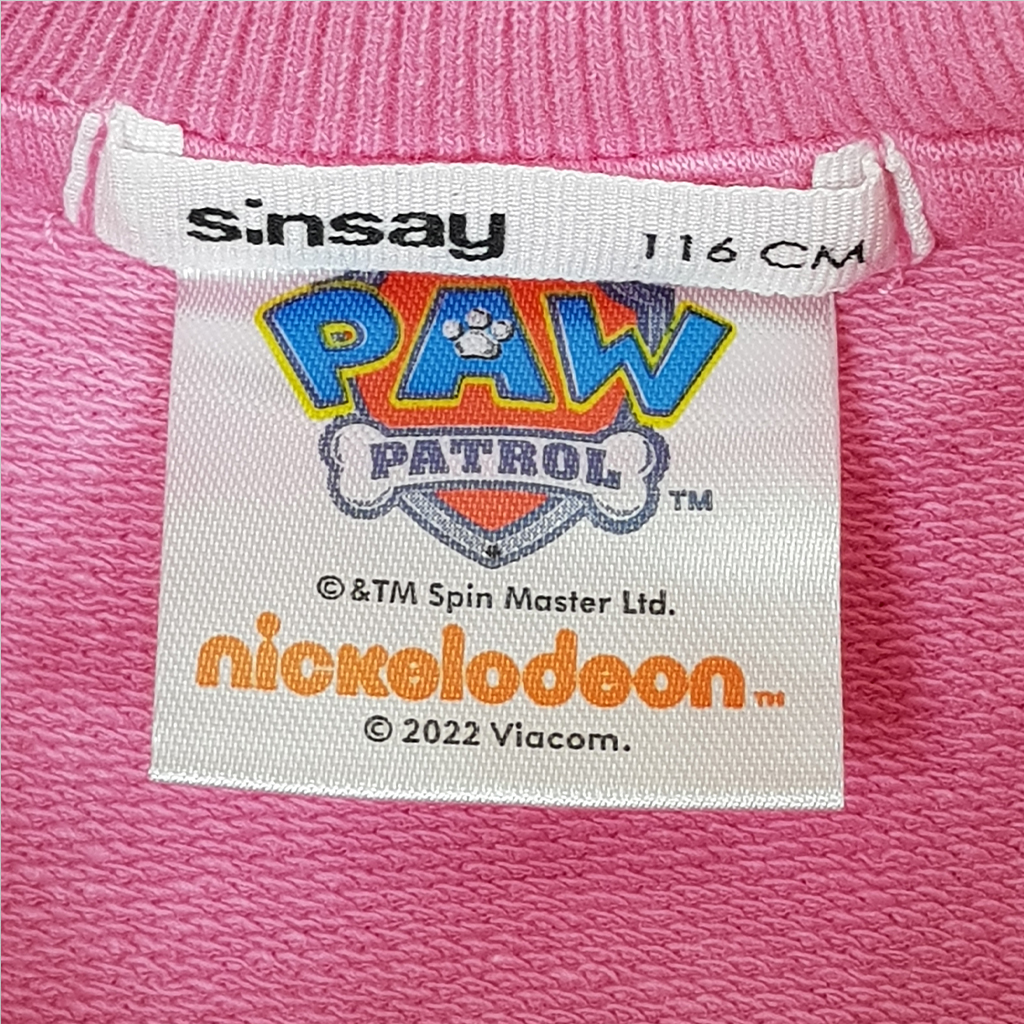 sinsay 116 CM
PAW
PATROL TM
©&TM Spin Master Ltd.
nickelodeon TM
© 2022 Viacom.